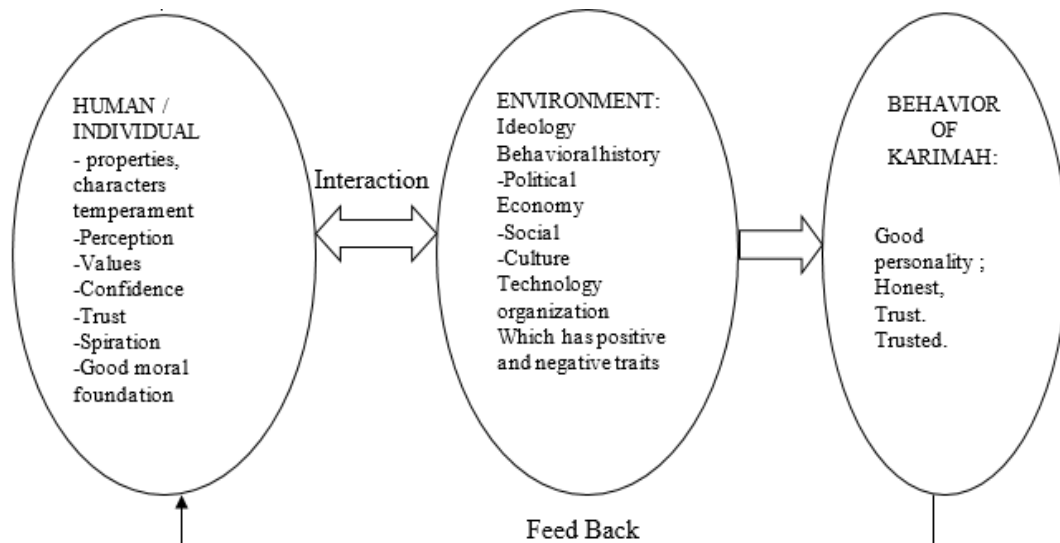 HUMAN /
INDIVIDUAL
- properties,
characters
temperament
-Perception
-Values
-Confidence
-Trust
-Spiration
-Good moral
foundation
Interaction
ENVIRONMENT:
Ideology
Behavioral history
-Political
Economy
-Social
-Culture
Technology
organization
Which has positive
and negative traits
BEHAVIOR
OF
KARIMAH:
Good
personality ;
Honest,
Trust.
Trusted.
Feed Back